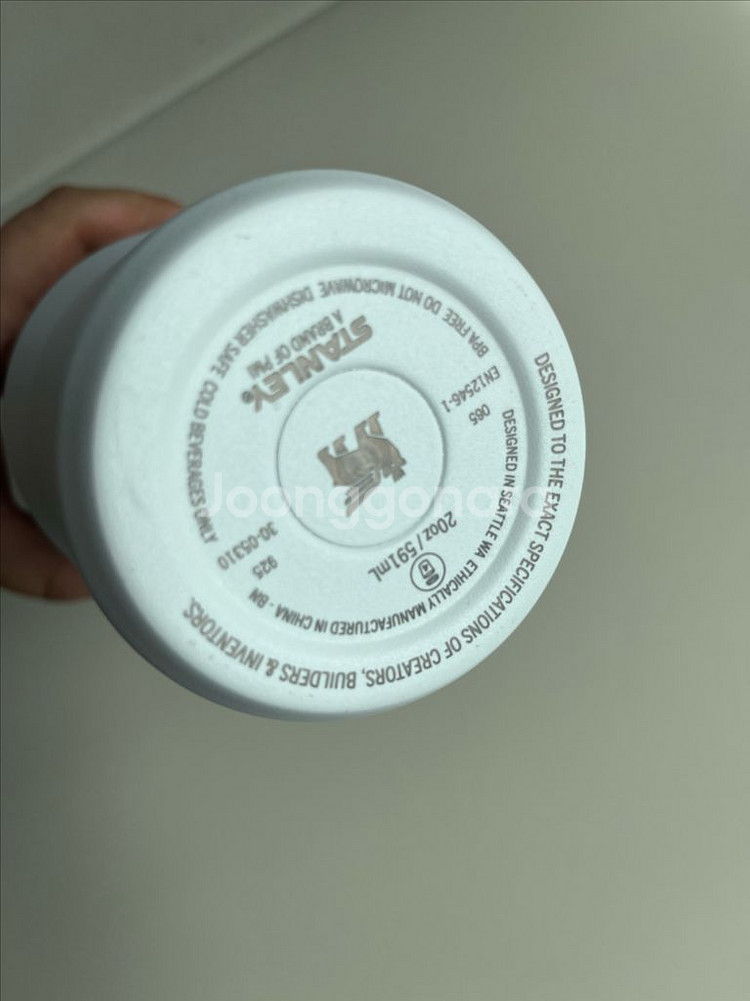 STANLEY®
A BRAND OF PMI
BPA FREE DO NOT MICROWAVE DISHWASHER SAFE COLD BEVERAGES ONLY
EN12546-1
065
925
30-05310
20oz / 591mL
DESIGNED IN SEATTLE WA ETHICALLY MANUFACTURED IN CHINA - BN
DESIGNED TO THE EXACT SPECIFICATIONS OF CREATORS, BUILDERS & INVENTORS.
Joonggonara